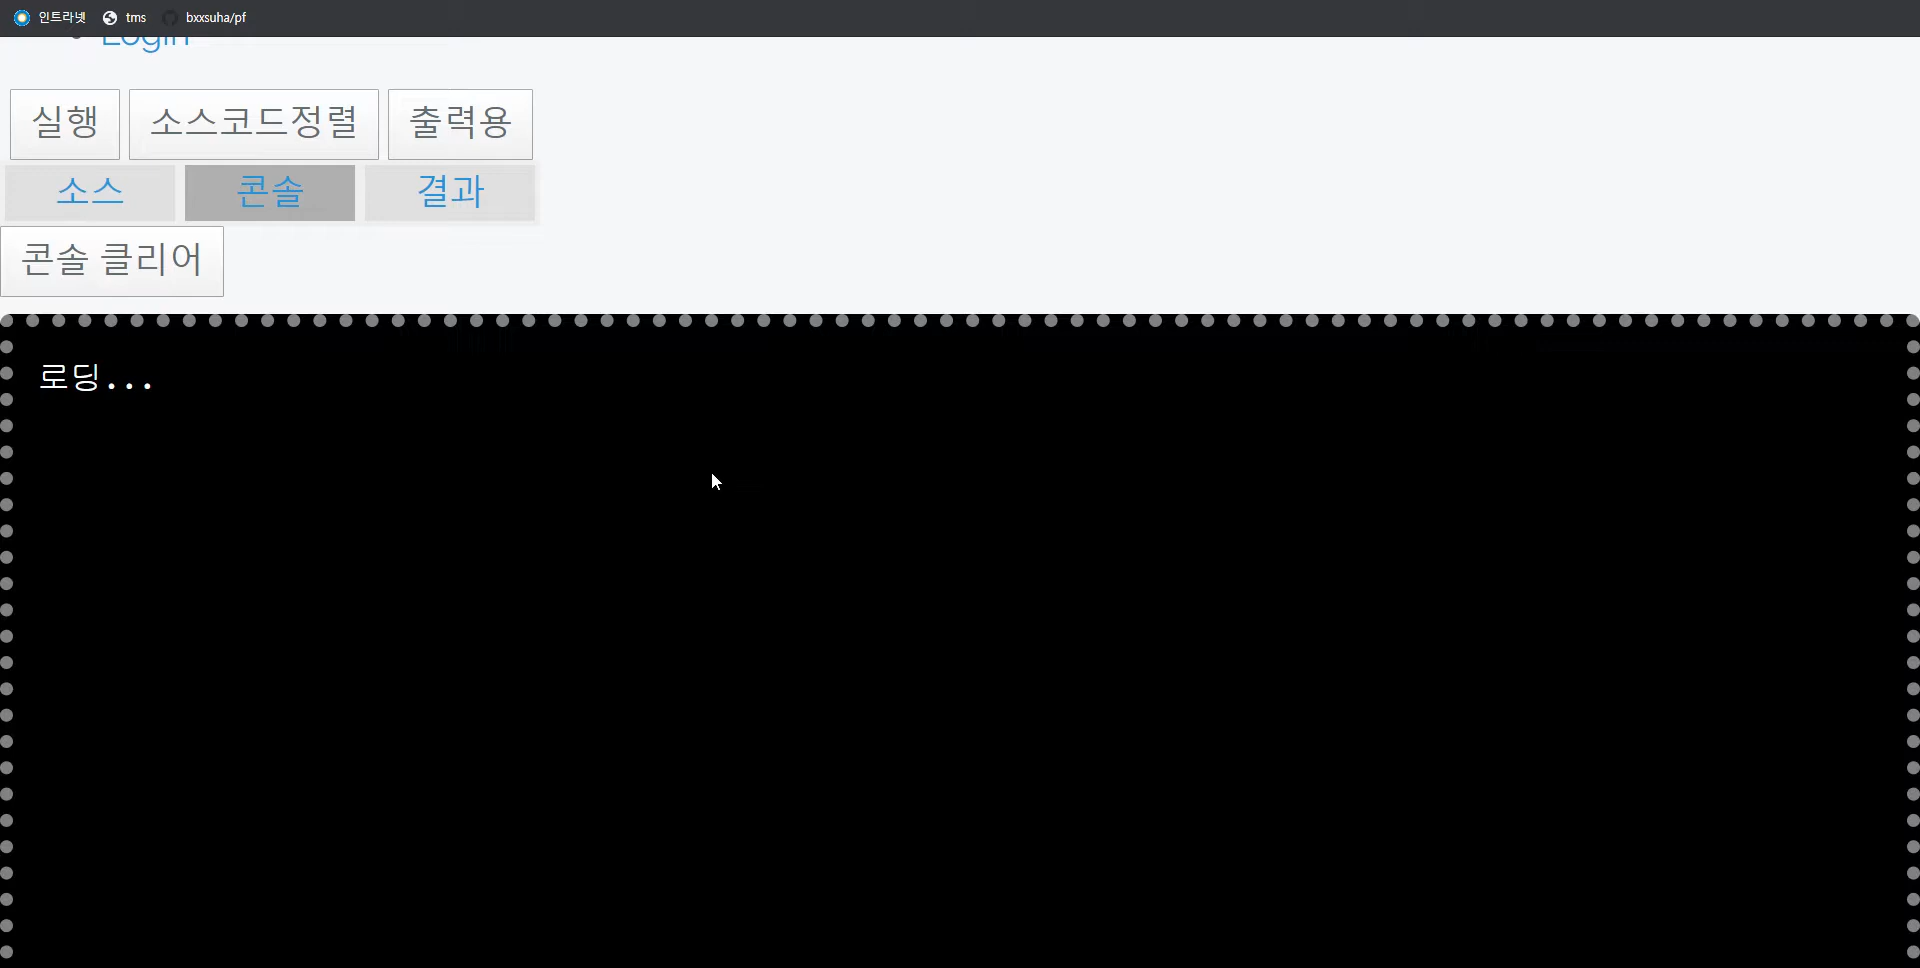 인트라넷 tms bxxsuha/pf
Login
실행 소스코드정렬 출력용
소스 콘솔 결과
콘솔 클리어
로딩...